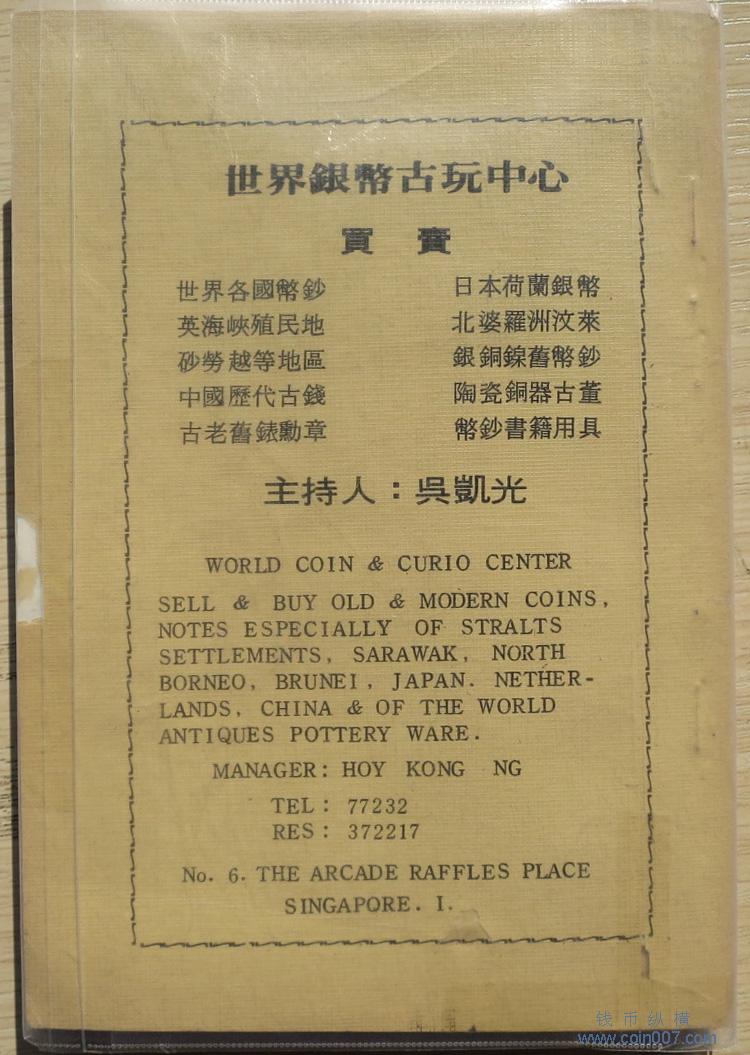 世界銀幣古玩中心
買 賣
世界各國幣鈔 日本荷蘭銀幣
英海峽殖民地 北婆羅洲汶萊
砂勞越等地區 銀銅鎳舊幣鈔
中國歷代古錢 陶瓷銅器古董
古老舊錶勳章 幣鈔書籍用具
主持人：吳凱光
WORLD COIN & CURIO CENTER
SELL & BUY OLD & MODERN COINS,
NOTES ESPECIALLY OF STRALTS
SETTLEMENTS, SARAWAK, NORTH
BORNEO, BRUNEI, JAPAN. NETHER-
LANDS, CHINA & OF THE WORLD
ANTIQUES POTTERY WARE.
MANAGER: HOY KONG NG
TEL: 77232
RES: 372217
No. 6. THE ARCADE RAFFLES PLACE
SINGAPORE. I.
钱币纵横
www.coin007.com